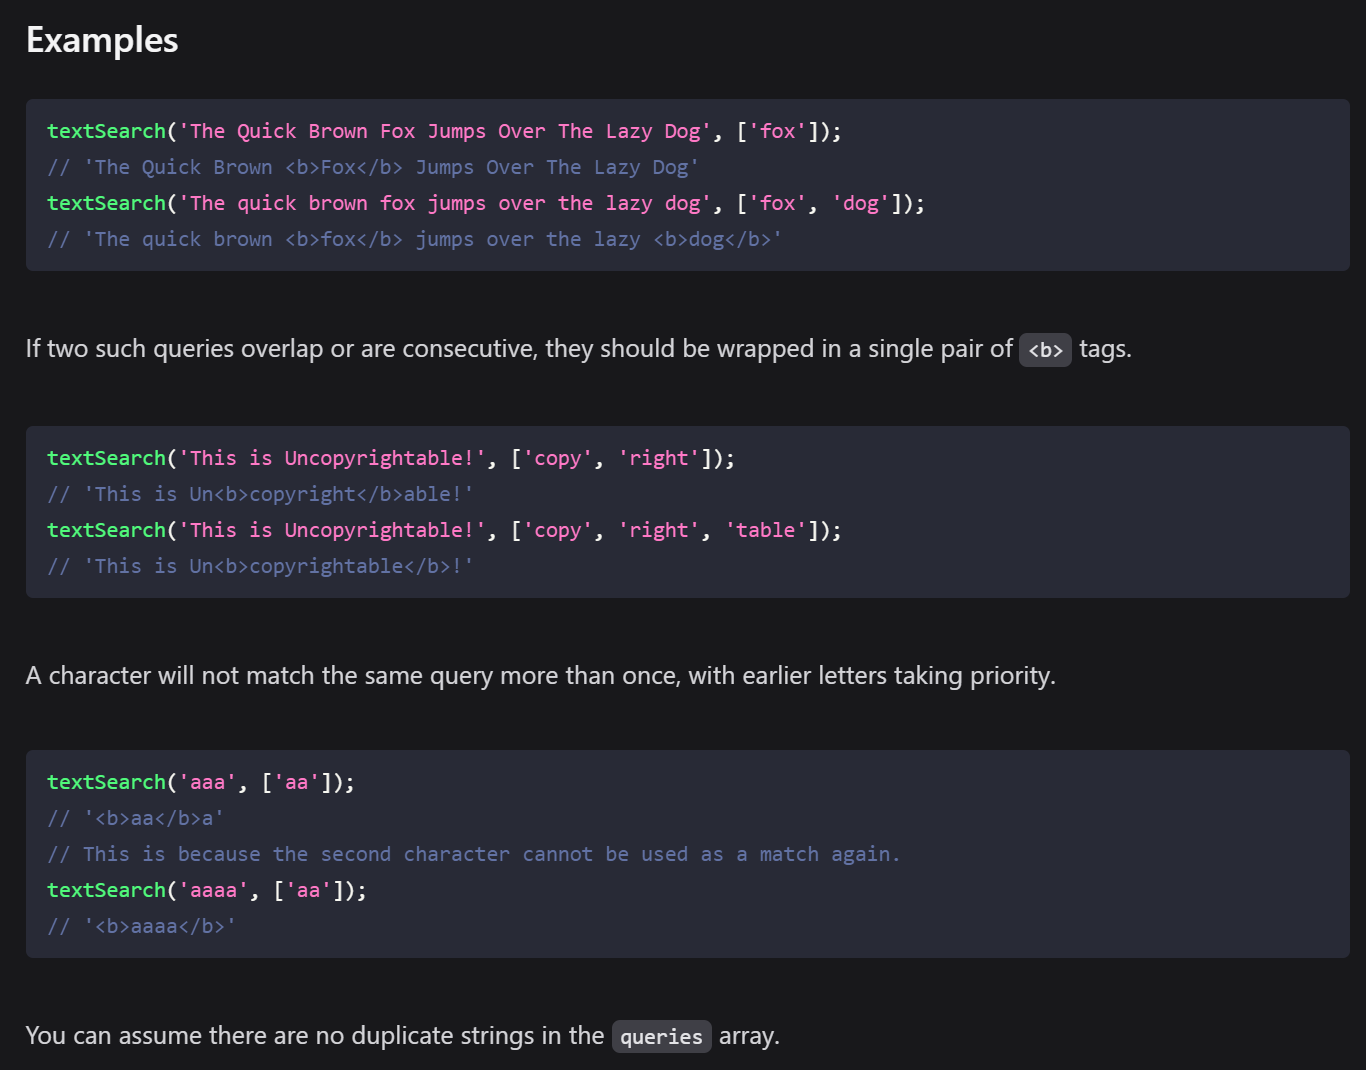 Examples
textSearch('The Quick Brown Fox Jumps Over The Lazy Dog', ['fox']);
// 'The Quick Brown <b>Fox</b> Jumps Over The Lazy Dog'
textSearch('The quick brown fox jumps over the lazy dog', ['fox', 'dog']);
// 'The quick brown <b>fox</b> jumps over the lazy <b>dog</b>'
If two such queries overlap or are consecutive, they should be wrapped in a single pair of <b> tags.
textSearch('This is Uncopyrightable!', ['copy', 'right']);
// 'This is Un<b>copyright</b>able!'
textSearch('This is Uncopyrightable!', ['copy', 'right', 'table']);
// 'This is Un<b>copyrightable</b>!'
A character will not match the same query more than once, with earlier letters taking priority.
textSearch('aaa', ['aa']);
// '<b>aa</b>a'
// This is because the second character cannot be used as a match again.
textSearch('aaaa', ['aa']);
// '<b>aaaa</b>'
You can assume there are no duplicate strings in the queries array.